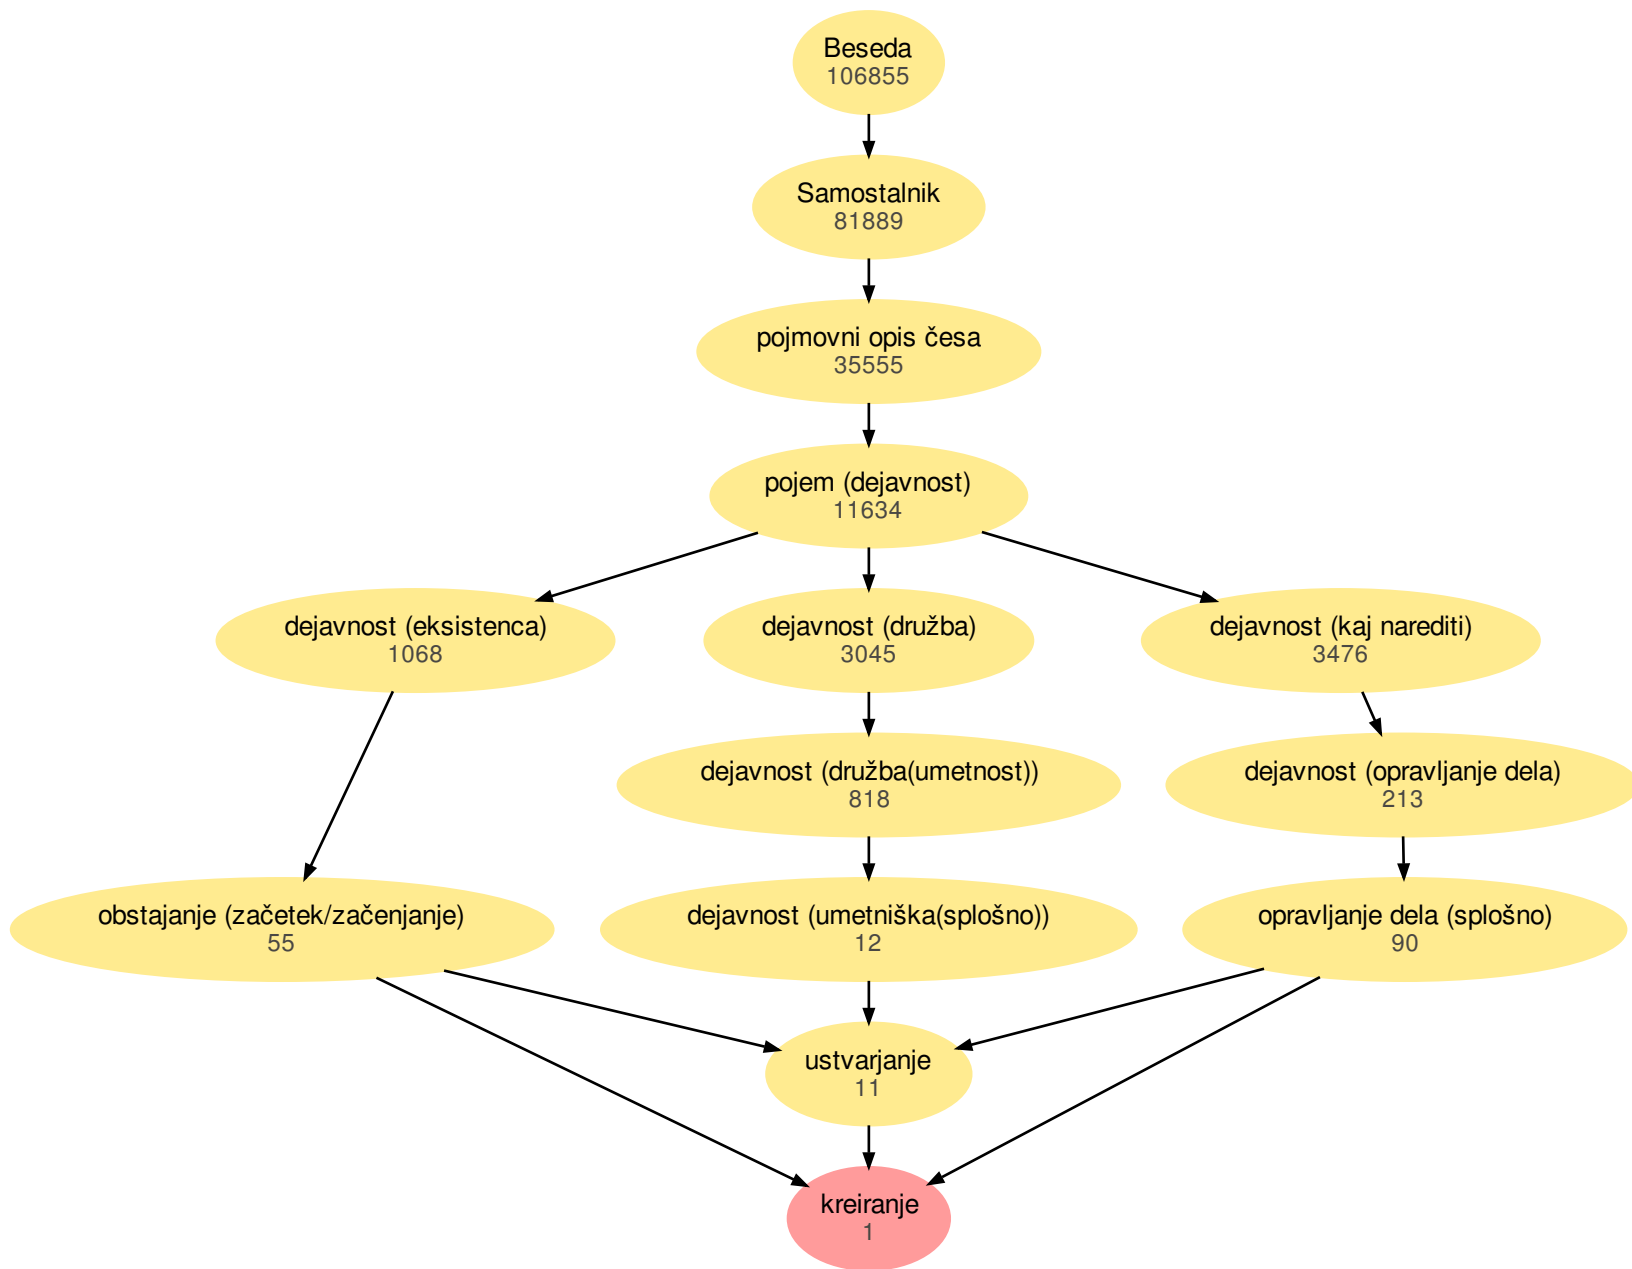 Beseda
106855
Samostalnik
81889
pojmovni opis česa
35555
pojem (dejavnost)
11634
dejavnost (eksistenca)
1068
dejavnost (družba)
3045
dejavnost (kaj narediti)
3476
dejavnost (družba(umetnost))
818
dejavnost (opravljanje dela)
213
obstajanje (začetek/začenjanje)
55
dejavnost (umetniška(splošno))
12
opravljanje dela (splošno)
90
ustvarjanje
11
kreiranje
1